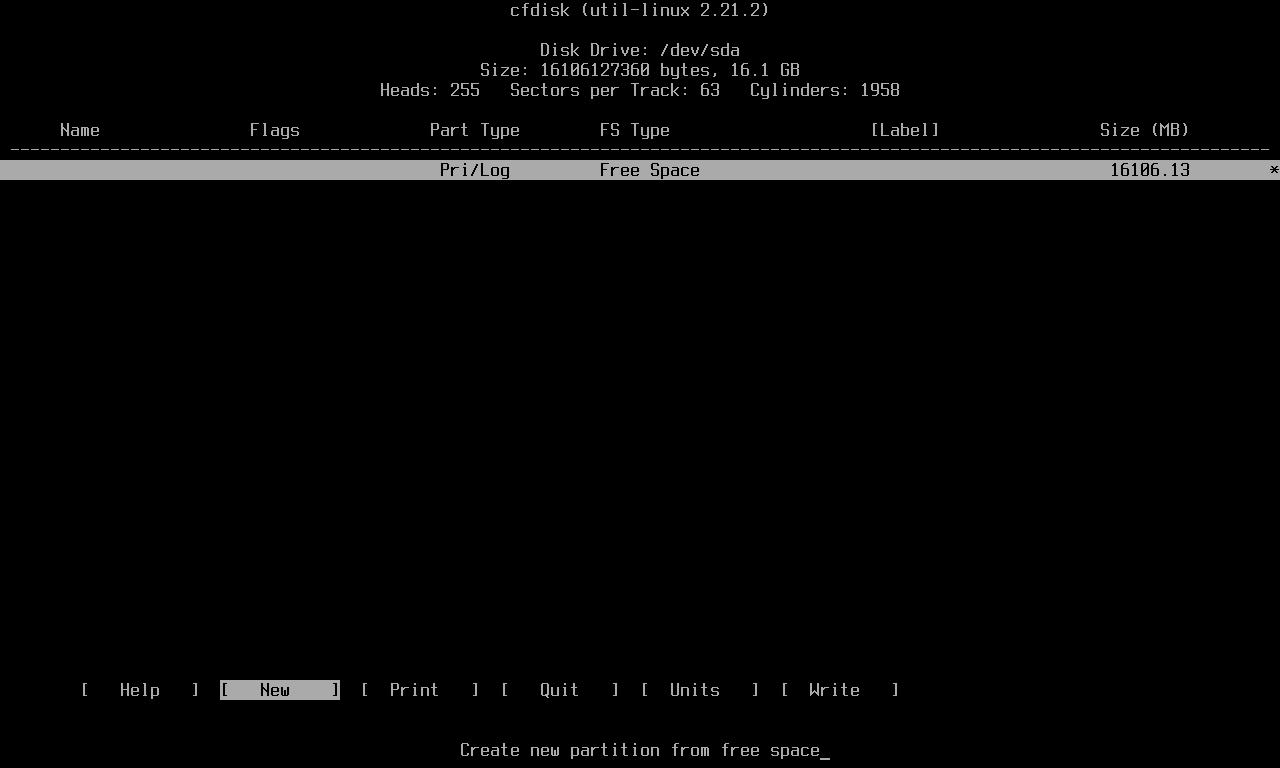 cfdisk (util-linux 2.21.2)
Disk Drive: /dev/sda
Size: 16106127360 bytes, 16.1 GB
Heads: 255   Sectors per Track: 63   Cylinders: 1958
Name   Flags   Part Type   FS Type   [Label]   Size (MB)
Pri/Log   Free Space   16106.13   *
[   Help   ]  [   New    ]  [  Print   ]  [   Quit   ]  [  Units   ]  [  Write   ]
Create new partition from free space_